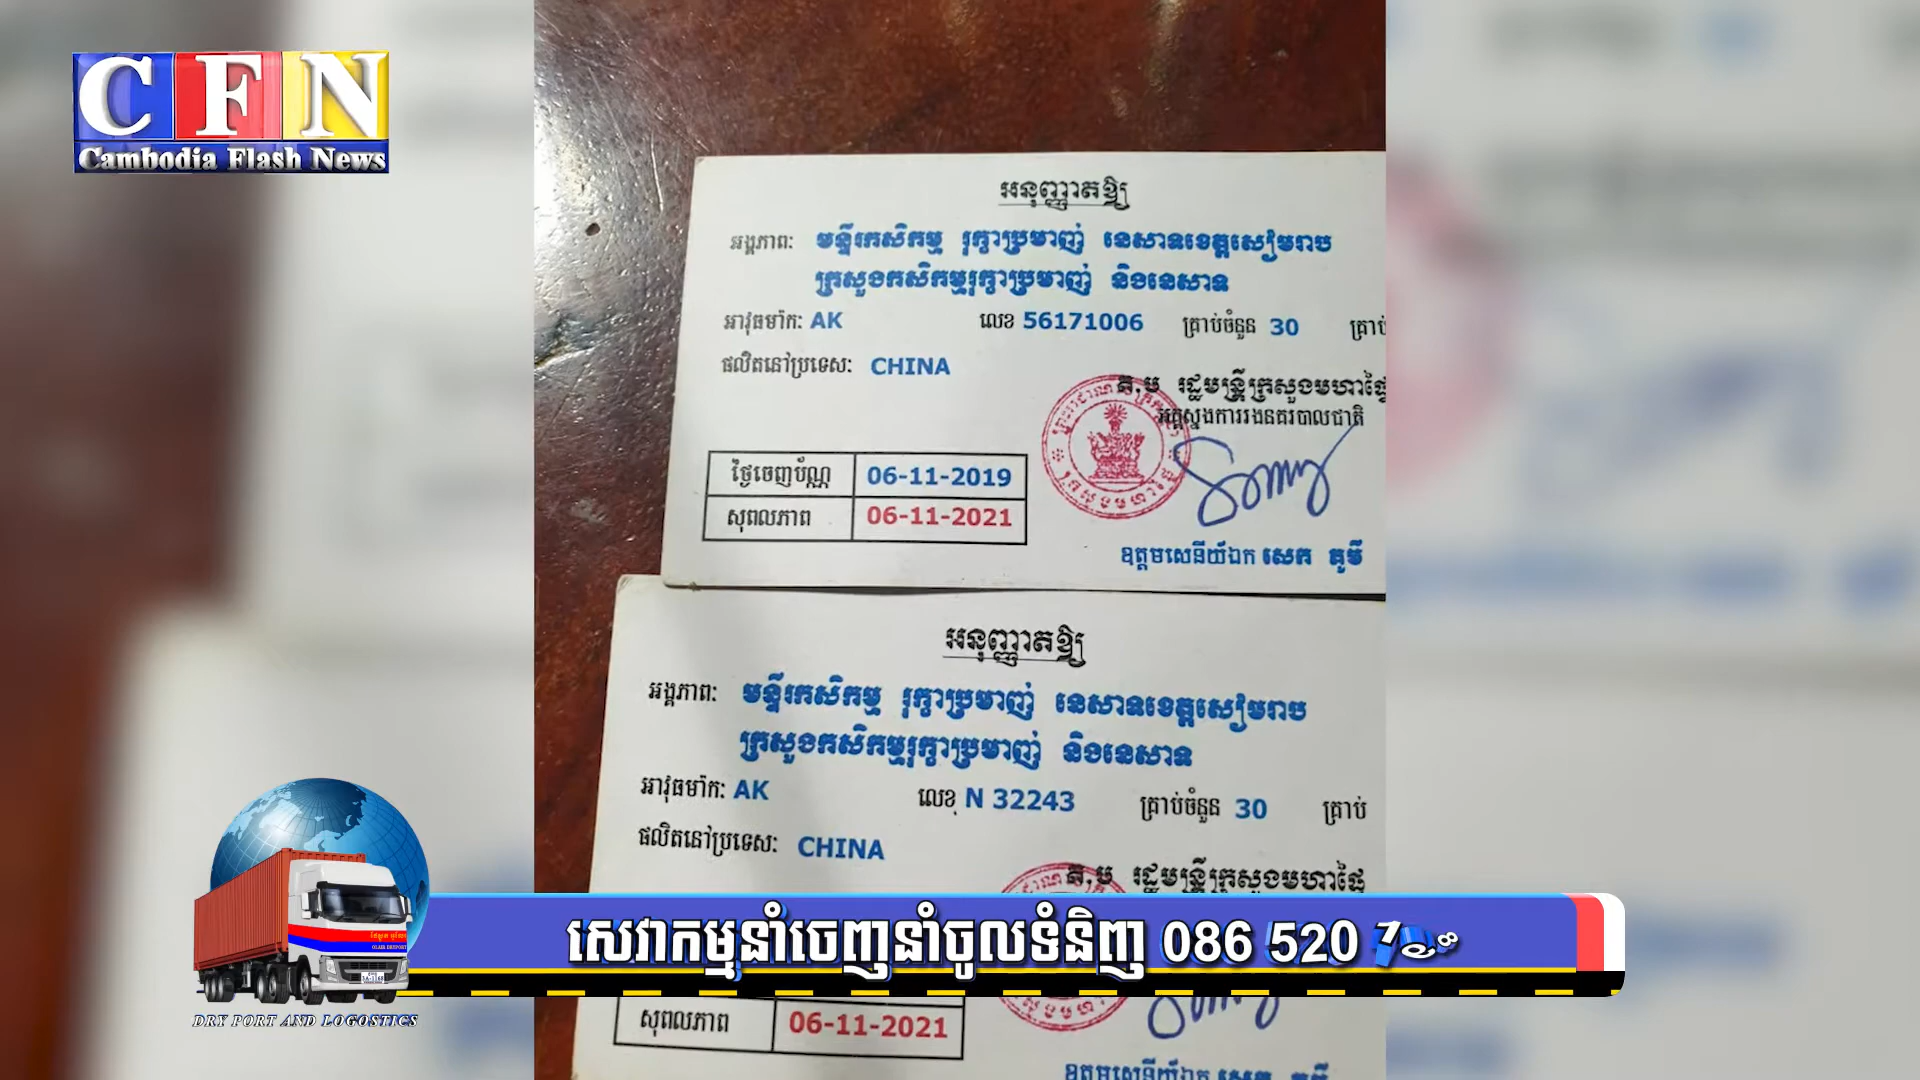 CFN
Cambodia Flash News
អនុញ្ញាតឱ្យ
អង្គភាព: មន្ទីរកសិកម្ម រុក្ខាប្រមាញ់ នេសាទខេត្តសៀមរាប
ក្រសួងកសិកម្មរុក្ខាប្រមាញ់ និងនេសាទ
អាវុធម៉ាក: AK លេខ 56171006 គ្រាប់ចំនួន 30 គ្រាប់
ផលិតនៅប្រទេស: CHINA
គ.ប រដ្ឋមន្ត្រីក្រសួងមហាផ្ទៃ
អគ្គស្នងការរងនគរបាលជាតិ
ថ្ងៃចេញប័ណ្ណ 06-11-2019
សុពលភាព 06-11-2021
ឧត្តមសេនីយ៍ឯក សេក គូមី
អនុញ្ញាតឱ្យ
អង្គភាព: មន្ទីរកសិកម្ម រុក្ខាប្រមាញ់ នេសាទខេត្តសៀមរាប
ក្រសួងកសិកម្មរុក្ខាប្រមាញ់ និងនេសាទ
អាវុធម៉ាក: AK លេខ N 32243 គ្រាប់ចំនួន 30 គ្រាប់
ផលិតនៅប្រទេស: CHINA
គ.ប រដ្ឋមន្ត្រីក្រសួងមហាផ្ទៃ
សេវាកម្មនាំចេញនាំចូលទំនិញ 086 520
DRY PORT AND LOGOSTICS
សុពលភាព 06-11-2021